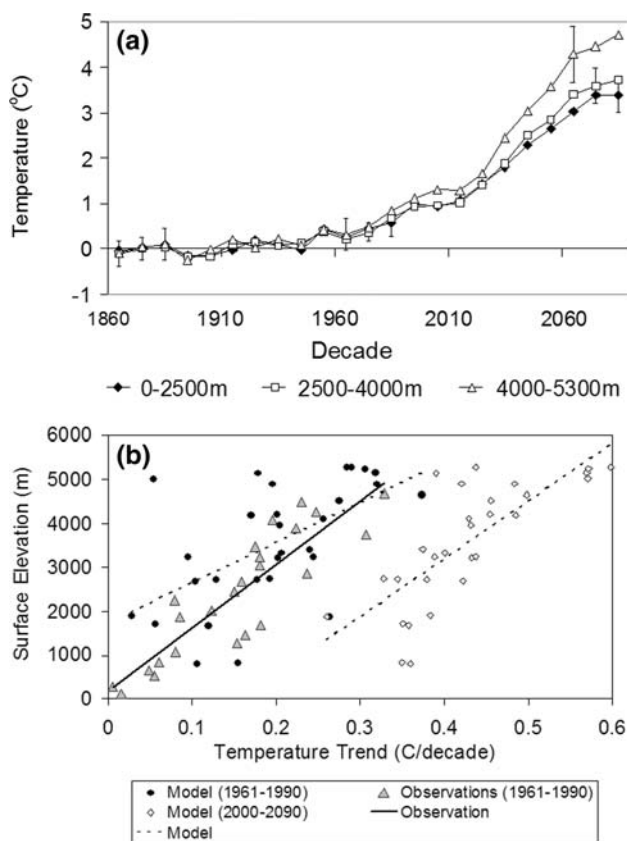 (a)
Temperature (°C)
5
4
3
2
1
0
-1
1860 1910 1960 2010 2060
Decade
0-2500m 2500-4000m 4000-5300m
(b)
Surface Elevation (m)
6000
5000
4000
3000
2000
1000
0
0 0.1 0.2 0.3 0.4 0.5 0.6
Temperature Trend (C/decade)
Model (1961-1990) Observations (1961-1990)
Model (2000-2090) Observation
Model